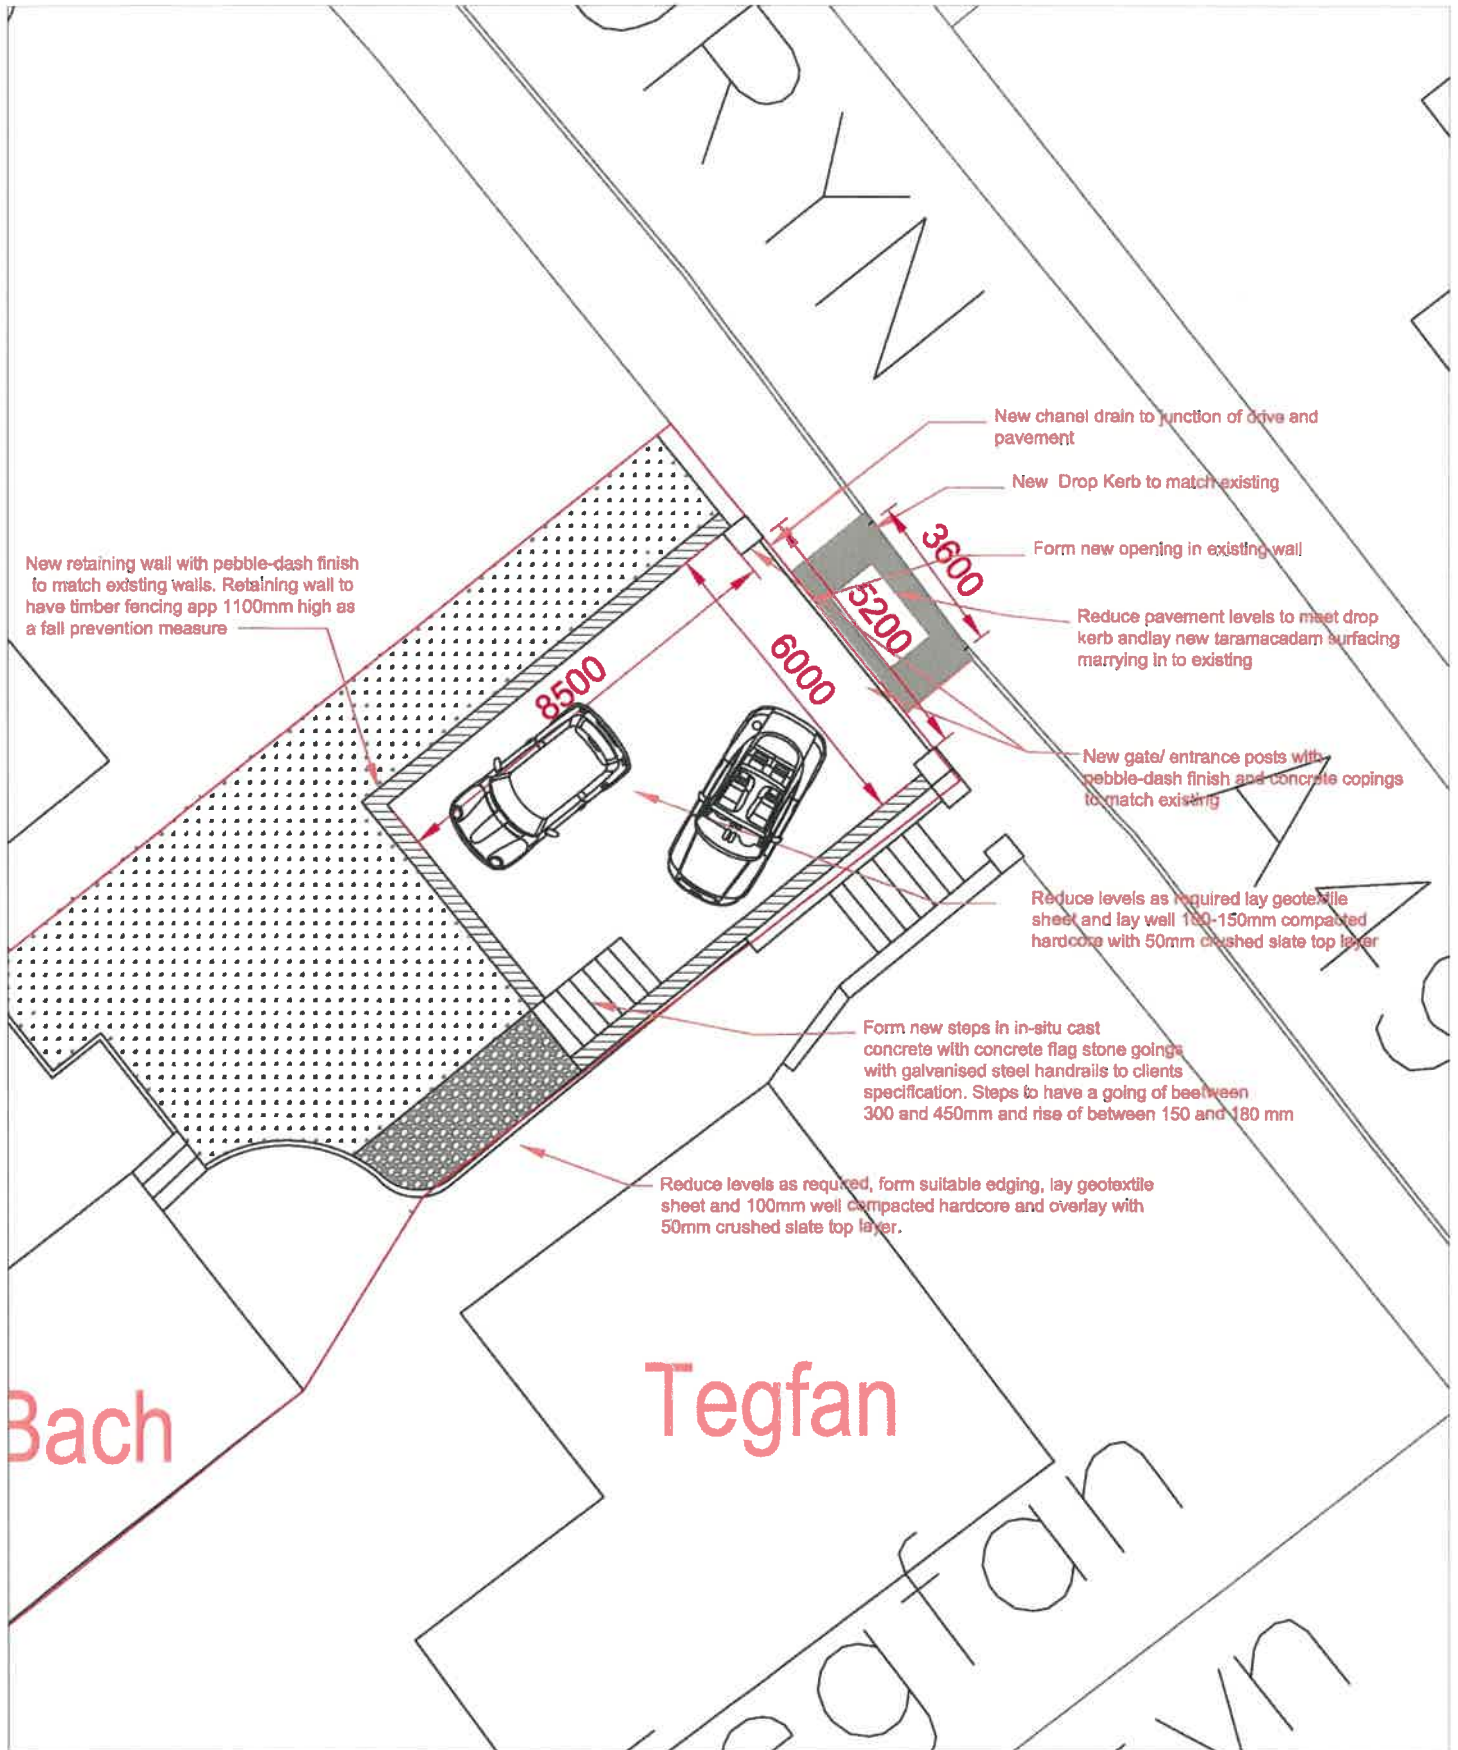 BRYN
New chanel drain to junction of drive and
pavement
New Drop Kerb to match existing
Form new opening in existing wall
3600
5200
6000
8500
Reduce pavement levels to meet drop
kerb andlay new taramacadam surfacing
marrying in to existing
New retaining wall with pebble-dash finish
to match existing walls. Retaining wall to
have timber fencing app 1100mm high as
a fall prevention measure
New gate/ entrance posts with
pebble-dash finish and concrete copings
to match existing
Reduce levels as required lay geotextile
sheet and lay well 100-150mm compacted
hardcore with 50mm crushed slate top layer
Form new steps in in-situ cast
concrete with concrete flag stone goings
with galvanised steel handrails to clients
specification. Steps to have a going of beetween
300 and 450mm and rise of between 150 and 180 mm
Reduce levels as required, form suitable edging, lay geotextile
sheet and 100mm well compacted hardcore and overlay with
50mm crushed slate top layer.
Bach
Tegfan
egfan
yn